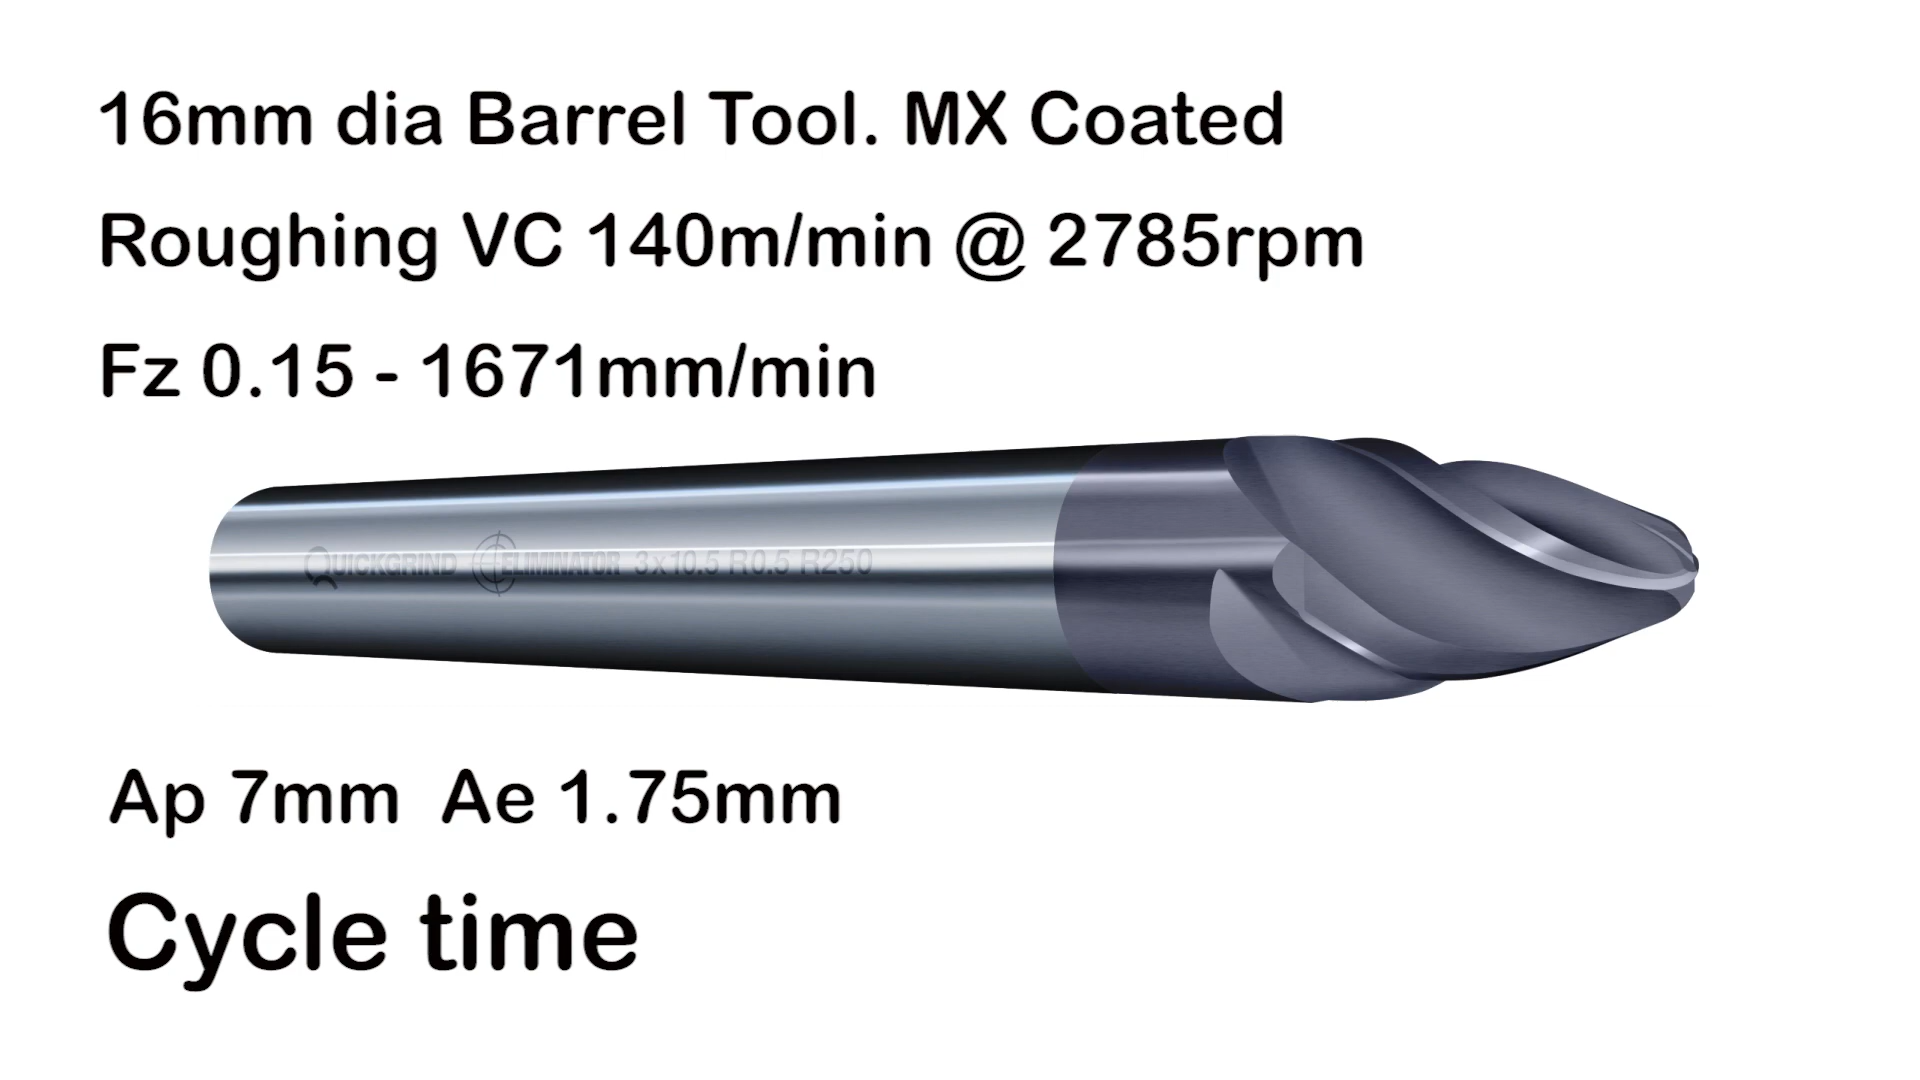 16mm dia Barrel Tool. MX Coated
Roughing VC 140m/min @ 2785rpm
Fz 0.15 - 1671mm/min
QUICKGRIND ELIMINATOR 3x10.5 R0.5 R250
Ap 7mm Ae 1.75mm
Cycle time